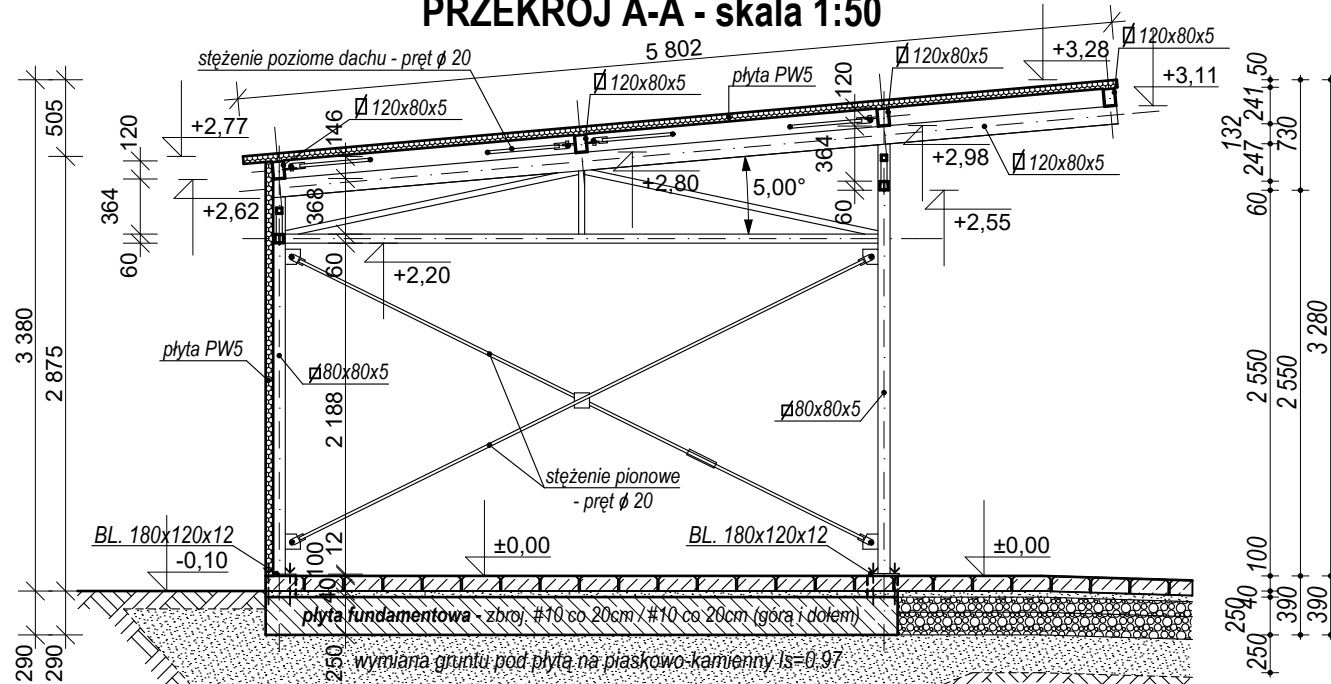 PRZEKRÓJ A-A - skala 1:50
stężenie poziome dachu - pręt ϕ 20
5 802
120x80x5
płyta PW5
120
120x80x5
+3,28
120x80x5
+3,11
50
241
132
730
247
60
505
120
+2,77
120x80x5
146
364
+2,98
120x80x5
+2,80
5,00°
364
+2,62
368
60
+2,55
60
60
+2,20
3 380
2 875
płyta PW5
80x80x5
2 188
80x80x5
2 550
2 550
3 280
stężenie pionowe
- pręt ϕ 20
BL. 180x120x12
-0,10
100
12
±0,00
BL. 180x120x12
±0,00
100
40
płyta fundamentowa - zbroj. #10 co 20cm / #10 co 20cm (górą i dołem)
250
40
390
390
290
290
250
wymiana gruntu pod płytą na piaskowo-kamienny Is=0,97
250